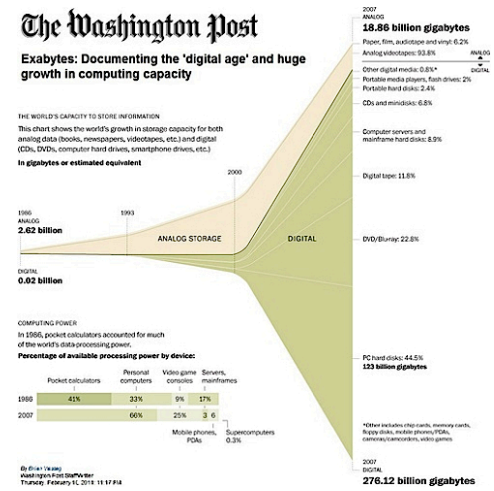 The Washington Post
Exabytes: Documenting the 'digital age' and huge
growth in computing capacity
THE WORLD'S CAPACITY TO STORE INFORMATION
This chart shows the world's growth in storage capacity for both
analog data (books, newspapers, videotapes, etc.) and digital
(CDs, DVDs, computer hard drives, smartphone drives, etc.)
In gigabytes or estimated equivalent
1986
ANALOG
2.62 billion
DIGITAL
0.02 billion
1993
2000
ANALOG STORAGE
DIGITAL
2007
ANALOG
18.86 billion gigabytes
Paper, film, audiotape and vinyl: 6.2%
Analog videotapes: 93.8%
ANALOG
DIGITAL
Other digital media: 0.8%*
Portable media players, flash drives: 2%
Portable hard disks: 2.4%
CDs and minidisks: 6.8%
Computer servers and
mainframe hard disks: 8.9%
Digital tape: 11.8%
DVD/Bluray: 22.8%
PC hard disks: 44.5%
123 billion gigabytes
*Other includes chip cards, memory cards,
floppy disks, mobile phones/PDAs,
cameras/camcorders, video games
2007
DIGITAL
276.12 billion gigabytes
COMPUTING POWER
In 1986, pocket calculators accounted for much
of the world's data-processing power.
Percentage of available processing power by device:
Pocket calculators
Personal
computers
Video game
consoles
Servers,
mainframes
1986
41%
33%
9%
17%
2007
66%
25%
3
6
Mobile phones,
PDAs
Supercomputers
0.3%
By Brian
Washington Post Staff Writer
Thursday, February 10, 11:17 PM